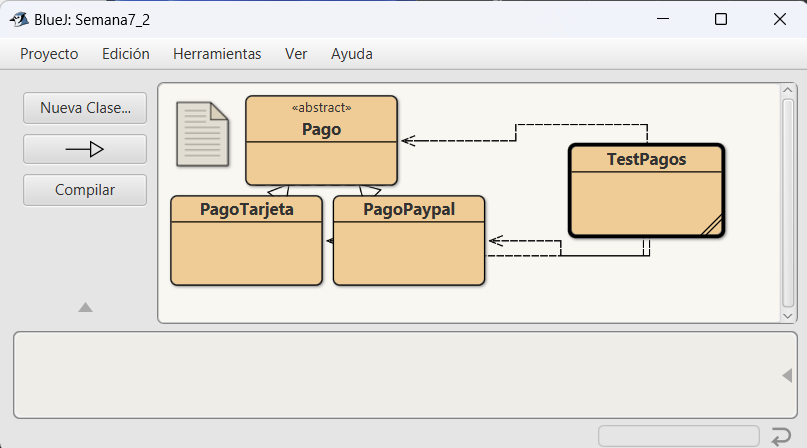 BlueJ: Semana7_2
Proyecto Edición Herramientas Ver Ayuda
Nueva Clase...
Compilar
«abstract»
Pago
TestPagos
PagoTarjeta
PagoPaypal